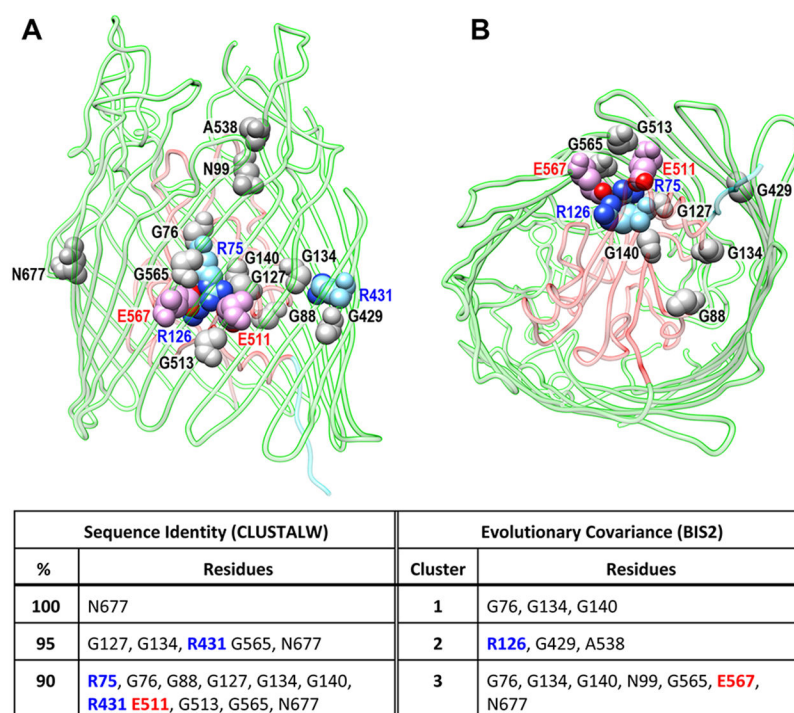 A
B
A538
N99
G76
R75
G140
G134
N677
G565
G127
R431
E567
G88
G429
R126
E511
G513
G513
G565
E567
E511
R75
G429
R126
G127
G140
G134
G88
Sequence Identity (CLUSTALW)
Evolutionary Covariance (BIS2)
% Residues Cluster Residues
100 N677 1 G76, G134, G140
95 G127, G134, R431 G565, N677 2 R126, G429, A538
90 R75, G76, G88, G127, G134, G140, 3 G76, G134, G140, N99, G565, E567,
R431 E511, G513, G565, N677 N677